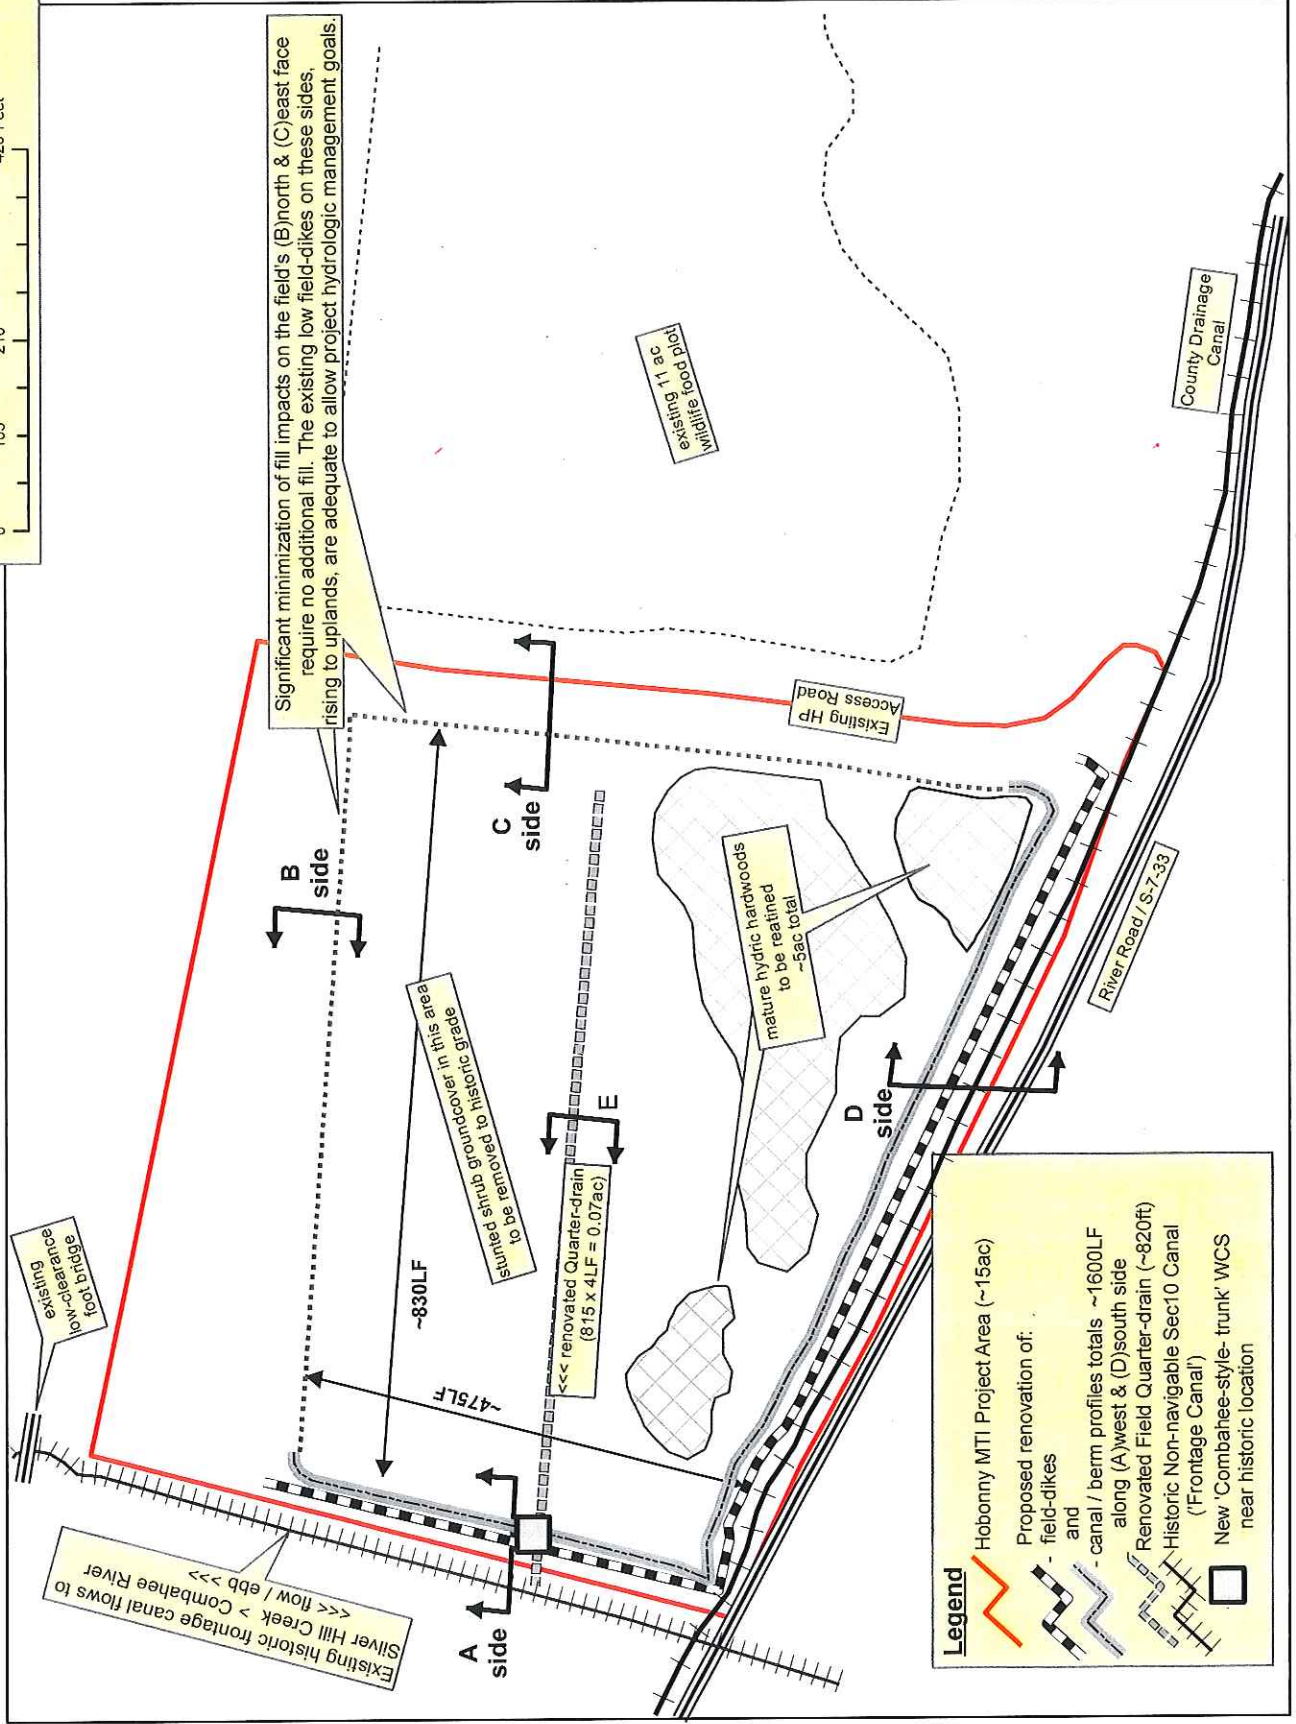 0
105
210
420 Feet
Significant minimization of fill impacts on the field's (B)north & (C)east face
require no additional fill. The existing low field-dikes on these sides,
rising to uplands, are adequate to allow project hydrologic management goals.
existing
low-clearance
foot bridge
B
side
C
side
existing 11 ac
wildlife food plot
Existing HP
Access Road
County Drainage
Canal
stunted shrub groundcover in this area
to be removed to historic grade
~830LF
~475LF
<<< renovated Quarter-drain
(815 x 4LF = 0.07ac)
E
mature hydric hardwoods
to be reatined
~5ac total
D
side
River Road / S-7-33
Existing historic frontage canal flows to
Silver Hill Creek > Combahee River
<<< flow / ebb >>>
A
side
Legend
Hobonny MTI Project Area (~15ac)
Proposed renovation of:
- field-dikes
and
- canal / berm profiles totals ~1600LF
along (A)west & (D)south side
Renovated Field Quarter-drain (~820ft)
Historic Non-navigable Sec10 Canal
('Frontage Canal')
New 'Combahee-style- trunk' WCS
near historic location